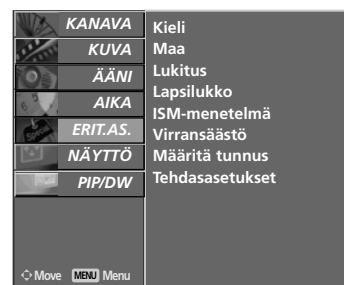 KANAVA
KUVA
ÄÄNI
AIKA
ERIT.AS.
NÄYTTÖ
PIP/DW
Move MENU Menu
Kieli
Maa
Lukitus
Lapsilukko
ISM-menetelmä
Virransäästö
Määritä tunnus
Tehdasasetukset